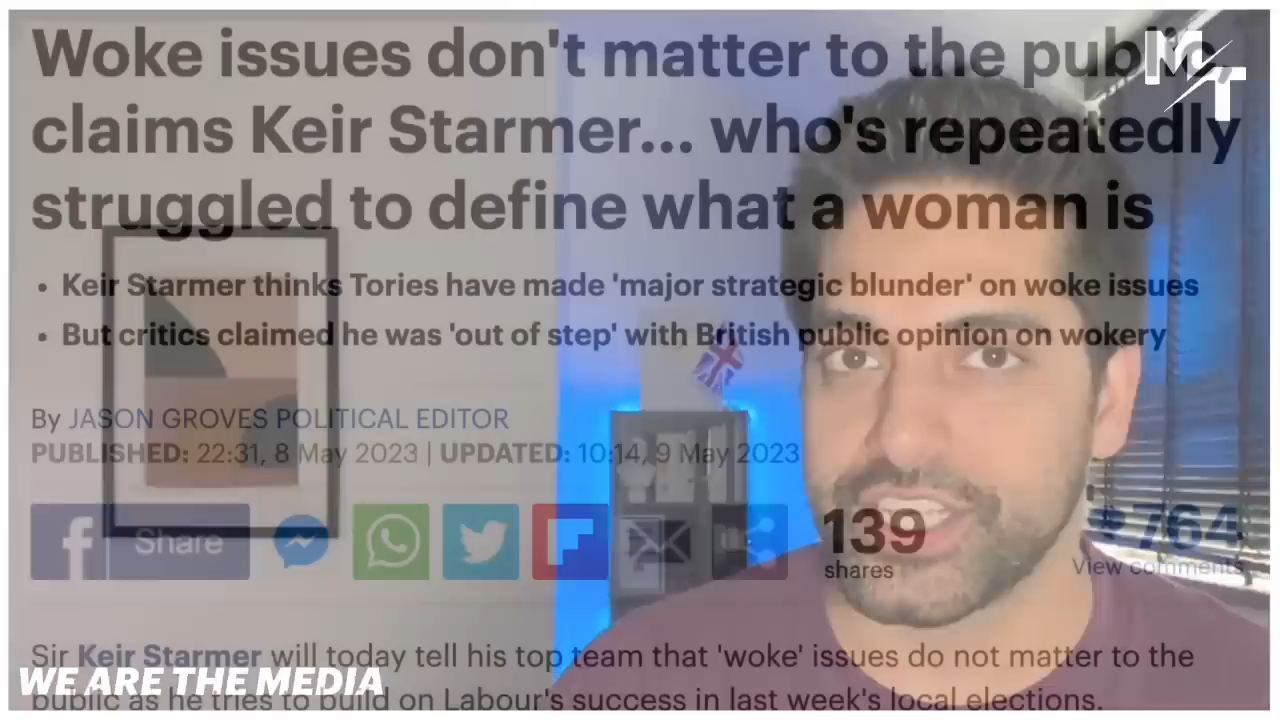 Woke issues don't matter to the public,
claims Keir Starmer... who's repeatedly
struggled to define what a woman is
• Keir Starmer thinks Tories have made 'major strategic blunder' on woke issues
• But critics claimed he was 'out of step' with British public opinion on wokery
By JASON GROVES POLITICAL EDITOR
PUBLISHED: 22:31, 8 May 2023 | UPDATED: 10:14, 9 May 2023
Share
139
shares
764
View comments
Sir Keir Starmer will today tell his top team that 'woke' issues do not matter to the
public as he tries to build on Labour's success in last week's local elections.
WE ARE THE MEDIA
M
T